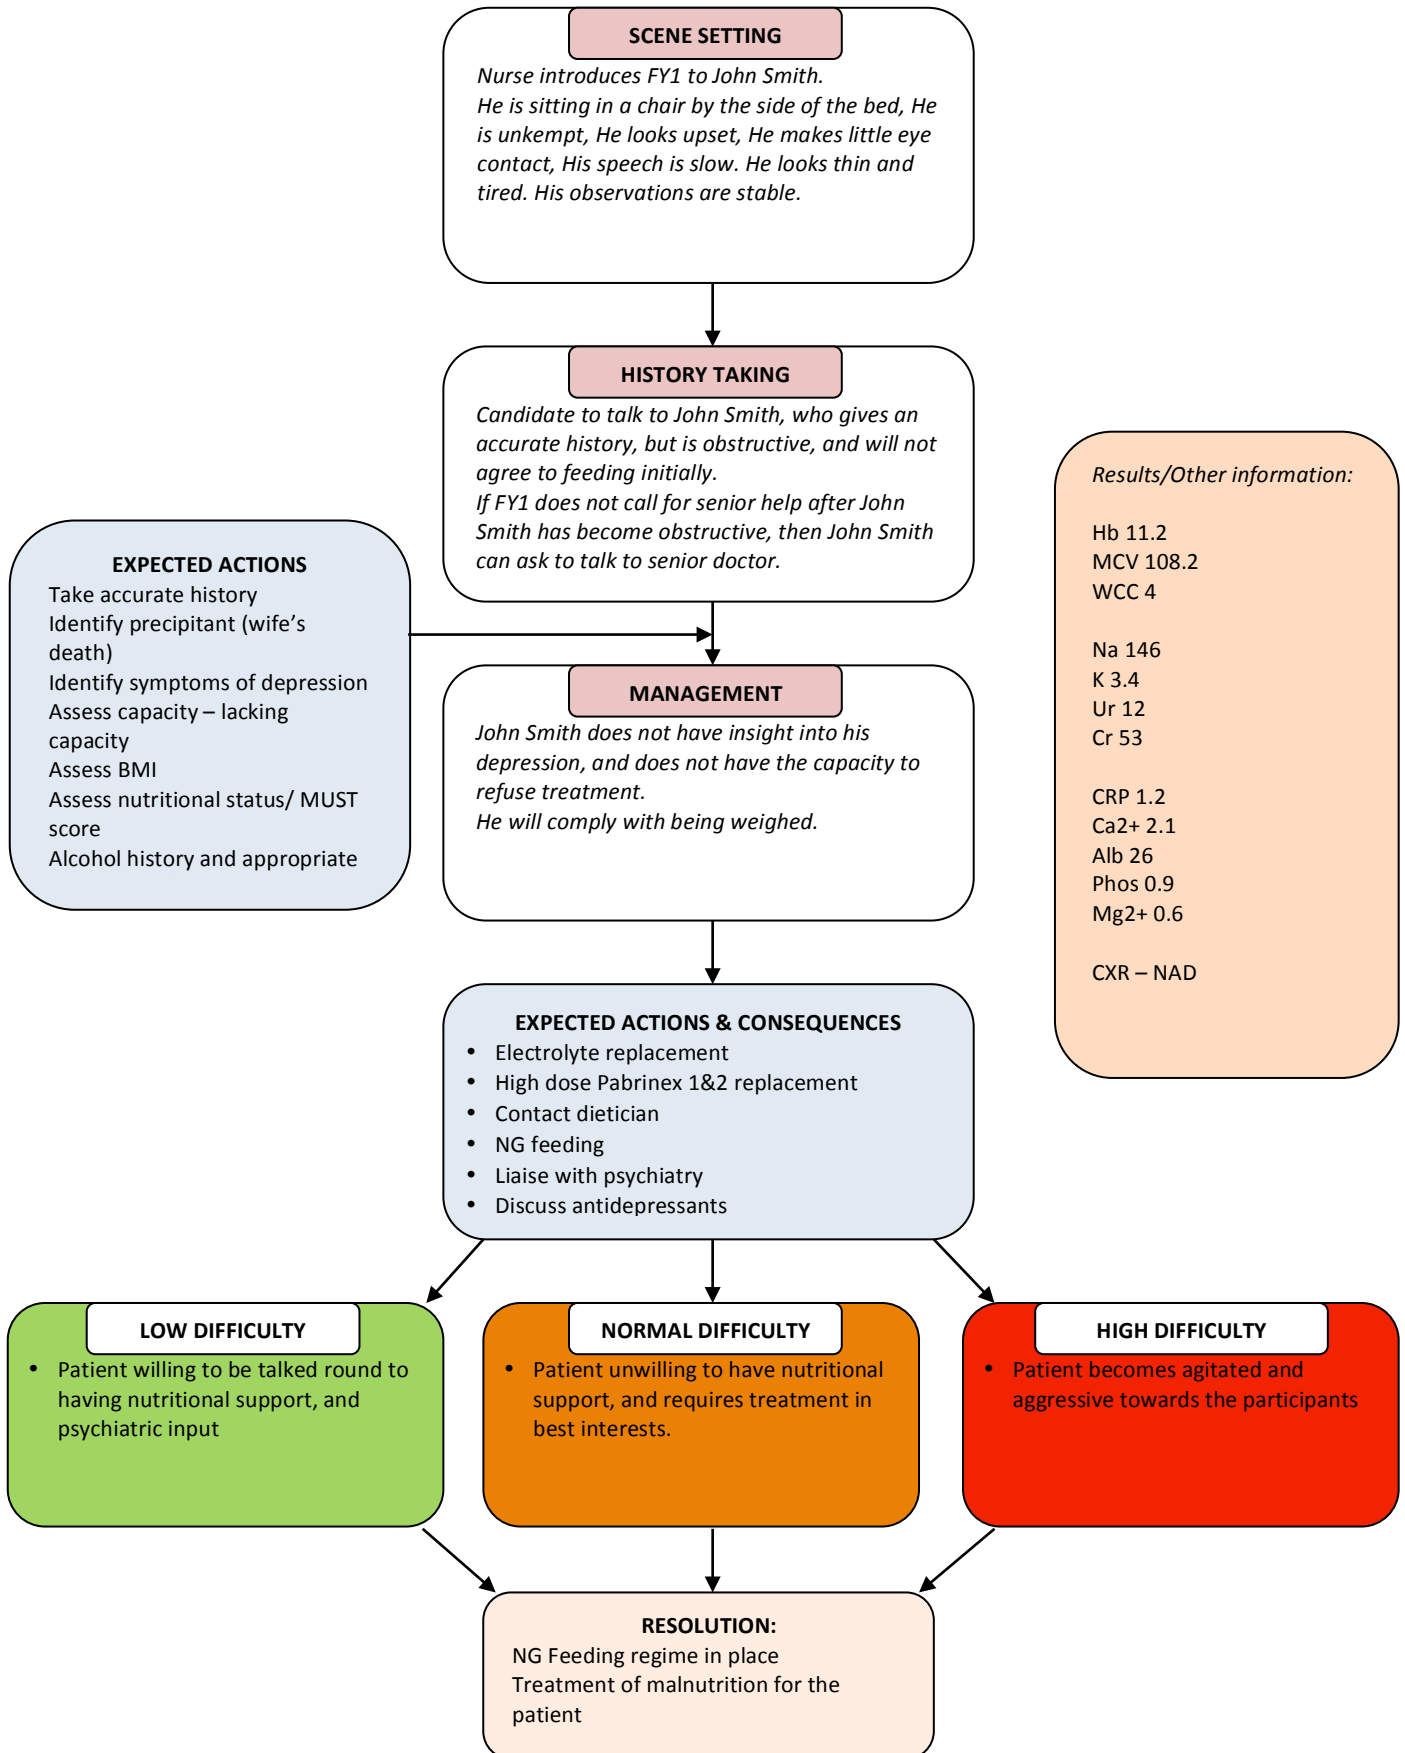 SCENE SETTING
Nurse introduces FY1 to John Smith.
He is sitting in a chair by the side of the bed, He
is unkempt, He looks upset, He makes little eye
contact, His speech is slow. He looks thin and
tired. His observations are stable.
HISTORY TAKING
Candidate to talk to John Smith, who gives an
accurate history, but is obstructive, and will not
agree to feeding initially.
If FY1 does not call for senior help after John
Smith has become obstructive, then John Smith
can ask to talk to senior doctor.
EXPECTED ACTIONS
Take accurate history
Identify precipitant (wife's
death)
Identify symptoms of depression
Assess capacity – lacking
capacity
Assess BMI
Assess nutritional status/ MUST
score
Alcohol history and appropriate
MANAGEMENT
John Smith does not have insight into his
depression, and does not have the capacity to
refuse treatment.
He will comply with being weighed.
Results/Other information:
Hb 11.2
MCV 108.2
WCC 4
Na 146
K 3.4
Ur 12
Cr 53
CRP 1.2
Ca2+ 2.1
Alb 26
Phos 0.9
Mg2+ 0.6
CXR – NAD
EXPECTED ACTIONS & CONSEQUENCES
• Electrolyte replacement
• High dose Pabrinex 1&2 replacement
• Contact dietician
• NG feeding
• Liaise with psychiatry
• Discuss antidepressants
LOW DIFFICULTY
• Patient willing to be talked round to
having nutritional support, and
psychiatric input
NORMAL DIFFICULTY
• Patient unwilling to have nutritional
support, and requires treatment in
best interests.
HIGH DIFFICULTY
• Patient becomes agitated and
aggressive towards the participants
RESOLUTION:
NG Feeding regime in place
Treatment of malnutrition for the
patient